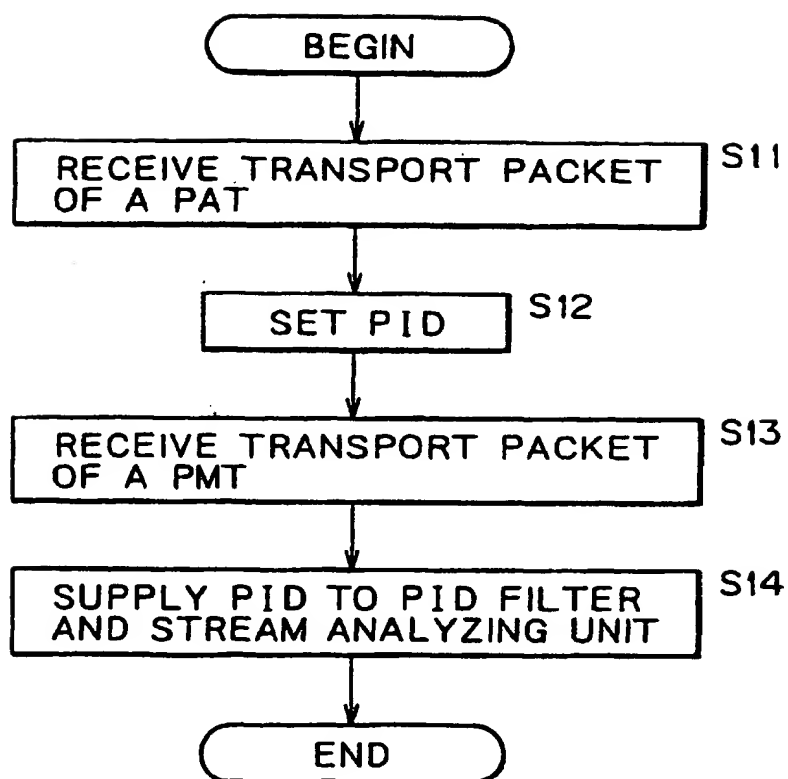 BEGIN
RECEIVE TRANSPORT PACKET
OF A PAT
S11
SET PID
S12
RECEIVE TRANSPORT PACKET
OF A PMT
S13
SUPPLY PID TO PID FILTER
AND STREAM ANALYZING UNIT
S14
END